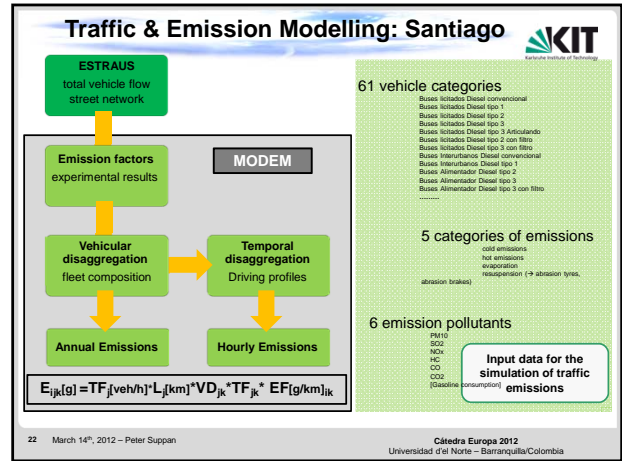 Traffic & Emission Modelling: Santiago
KIT
Karlsruhe Institute of Technology
ESTRAUS
total vehicle flow
street network
Emission factors
experimental results
MODEM
Vehicular
disaggregation
fleet composition
Temporal
disaggregation
Driving profiles
Annual Emissions
Hourly Emissions
E_ijk[g] =TF_j[veh/h]*L_j[km]*VD_jk*TF_jk* EF[g/km]_ik
61 vehicle categories
Buses licitados Diesel convencional
Buses licitados Diesel tipo 1
Buses licitados Diesel tipo 2
Buses licitados Diesel tipo 3
Buses licitados Diesel tipo 3 Articulando
Buses licitados Diesel tipo 2 con filtro
Buses licitados Diesel tipo 3 con filtro
Buses Interurbanos Diesel convencional
Buses Interurbanos Diesel tipo 1
Buses Alimentador Diesel tipo 2
Buses Alimentador Diesel tipo 3
Buses Alimentador Diesel tipo 3 con filtro
.........
5 categories of emissions
cold emissions
hot emissions
evaporation
resuspension (→ abrasion tyres,
abrasion brakes)
6 emission pollutants
PM10
SO2
NOx
HC
CO
CO2
[Gasoline consumption]
Input data for the
simulation of traffic
emissions
22 March 14th, 2012 – Peter Suppan
Cátedra Europa 2012
Universidad d'el Norte – Barranquilla/Colombia